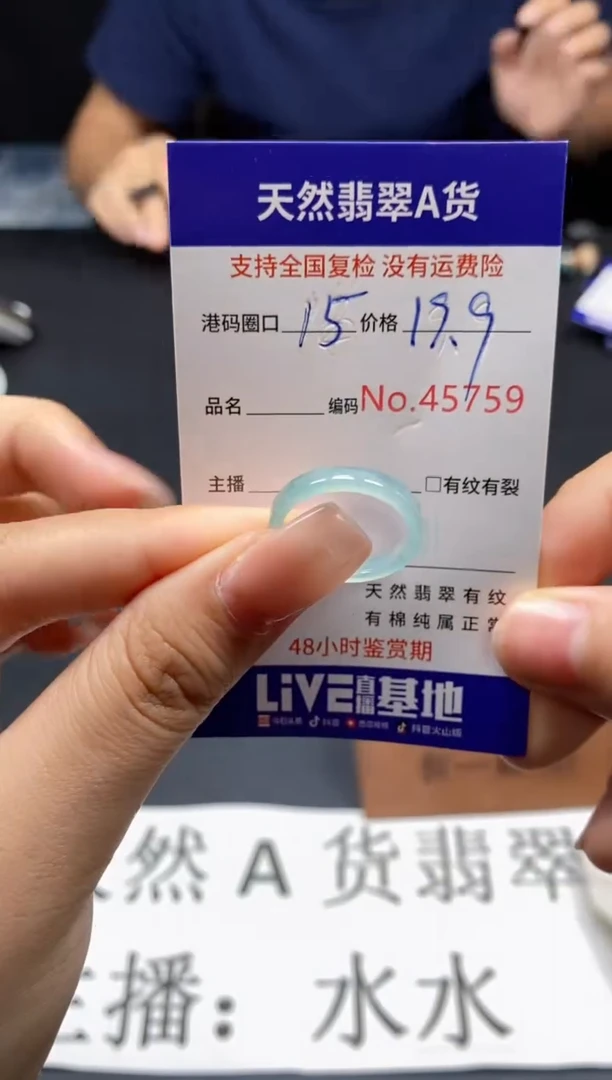 天然翡翠A货
支持全国复检 没有运费险
港码圈口 15 价格 19.9
品名 编码 No.45759
主播 □有纹有裂
天然翡翠有纹
有棉纯属正常
48小时鉴赏期
LiVE直播基地
抖音 抖音火山版
然 A 货翡翠
主播：水水